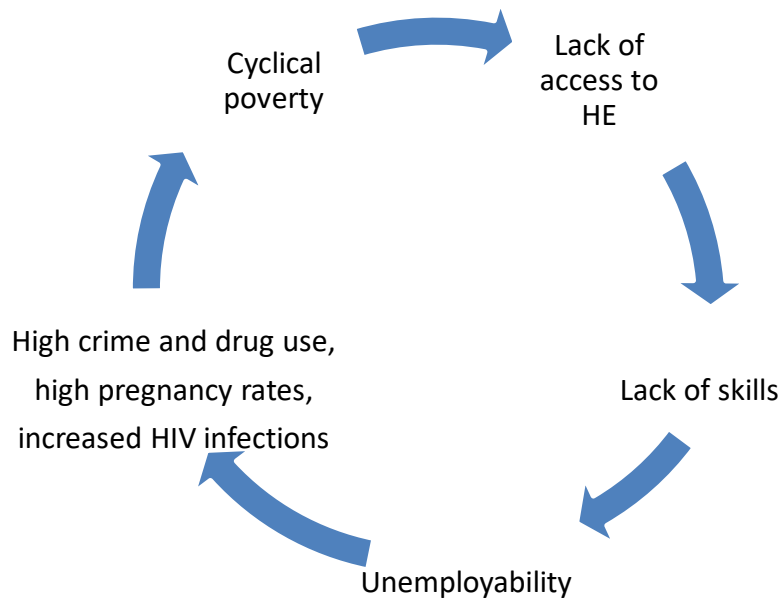 Cyclical
poverty
Lack of
access to
HE
Lack of skills
Unemployability
High crime and drug use,
high pregnancy rates,
increased HIV infections